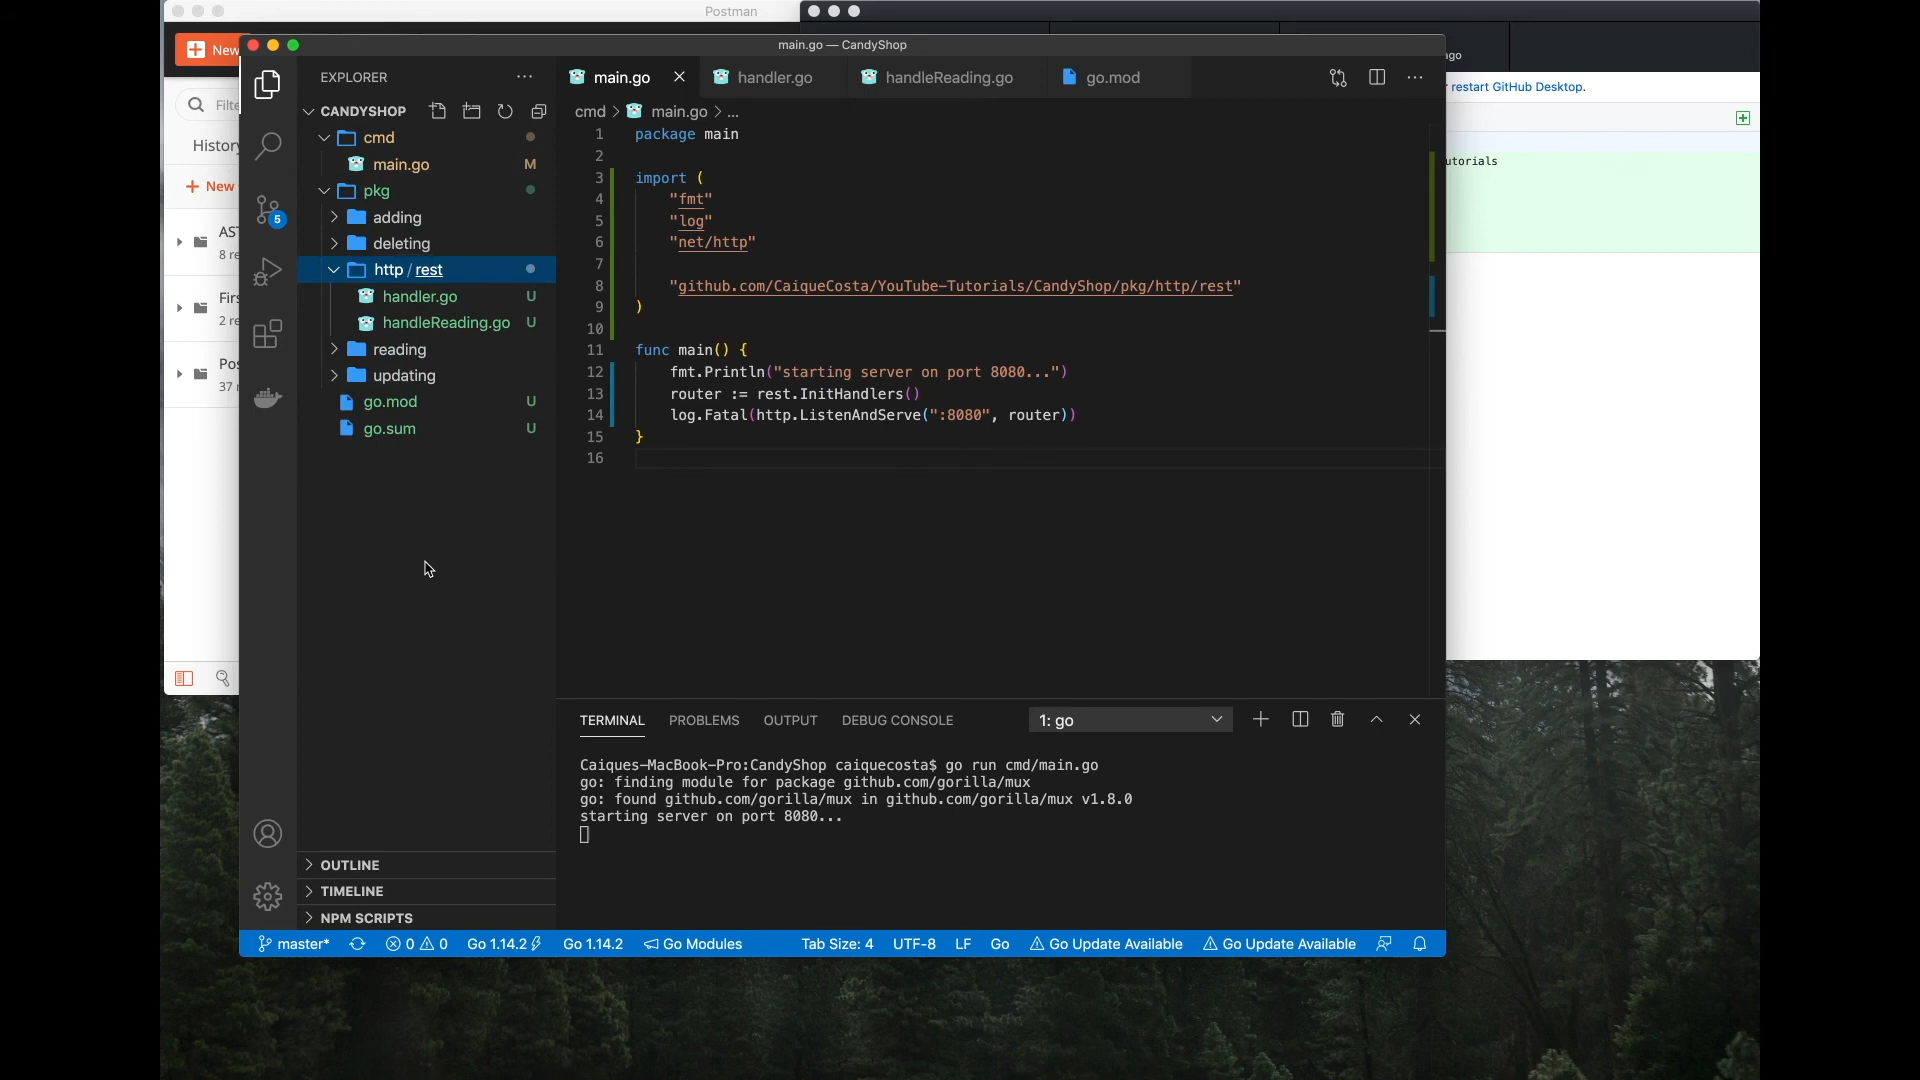 Postman
New
main.go — CandyShop
ago
restart GitHub Desktop.
Filte
History
utorials
New
8 re
2 re
37 r
EXPLORER
CANDYSHOP
cmd
main.go M
pkg
adding
deleting
http / rest
handler.go U
handleReading.go U
reading
updating
go.mod U
go.sum U
OUTLINE
TIMELINE
NPM SCRIPTS
5
main.go handler.go handleReading.go go.mod
cmd > main.go > ...
1 package main
2
3 import (
4 "fmt"
5 "log"
6 "net/http"
7
8 "github.com/CaiqueCosta/YouTube-Tutorials/CandyShop/pkg/http/rest"
9 )
10
11 func main() {
12 fmt.Println("starting server on port 8080...")
13 router := rest.InitHandlers()
14 log.Fatal(http.ListenAndServe(":8080", router))
15 }
16
TERMINAL PROBLEMS OUTPUT DEBUG CONSOLE 1: go
Caiques-MacBook-Pro:CandyShop caiquecosta$ go run cmd/main.go
go: finding module for package github.com/gorilla/mux
go: found github.com/gorilla/mux in github.com/gorilla/mux v1.8.0
starting server on port 8080...
master* 0 0 Go 1.14.2 Go 1.14.2 Go Modules Tab Size: 4 UTF-8 LF Go Go Update Available Go Update Available